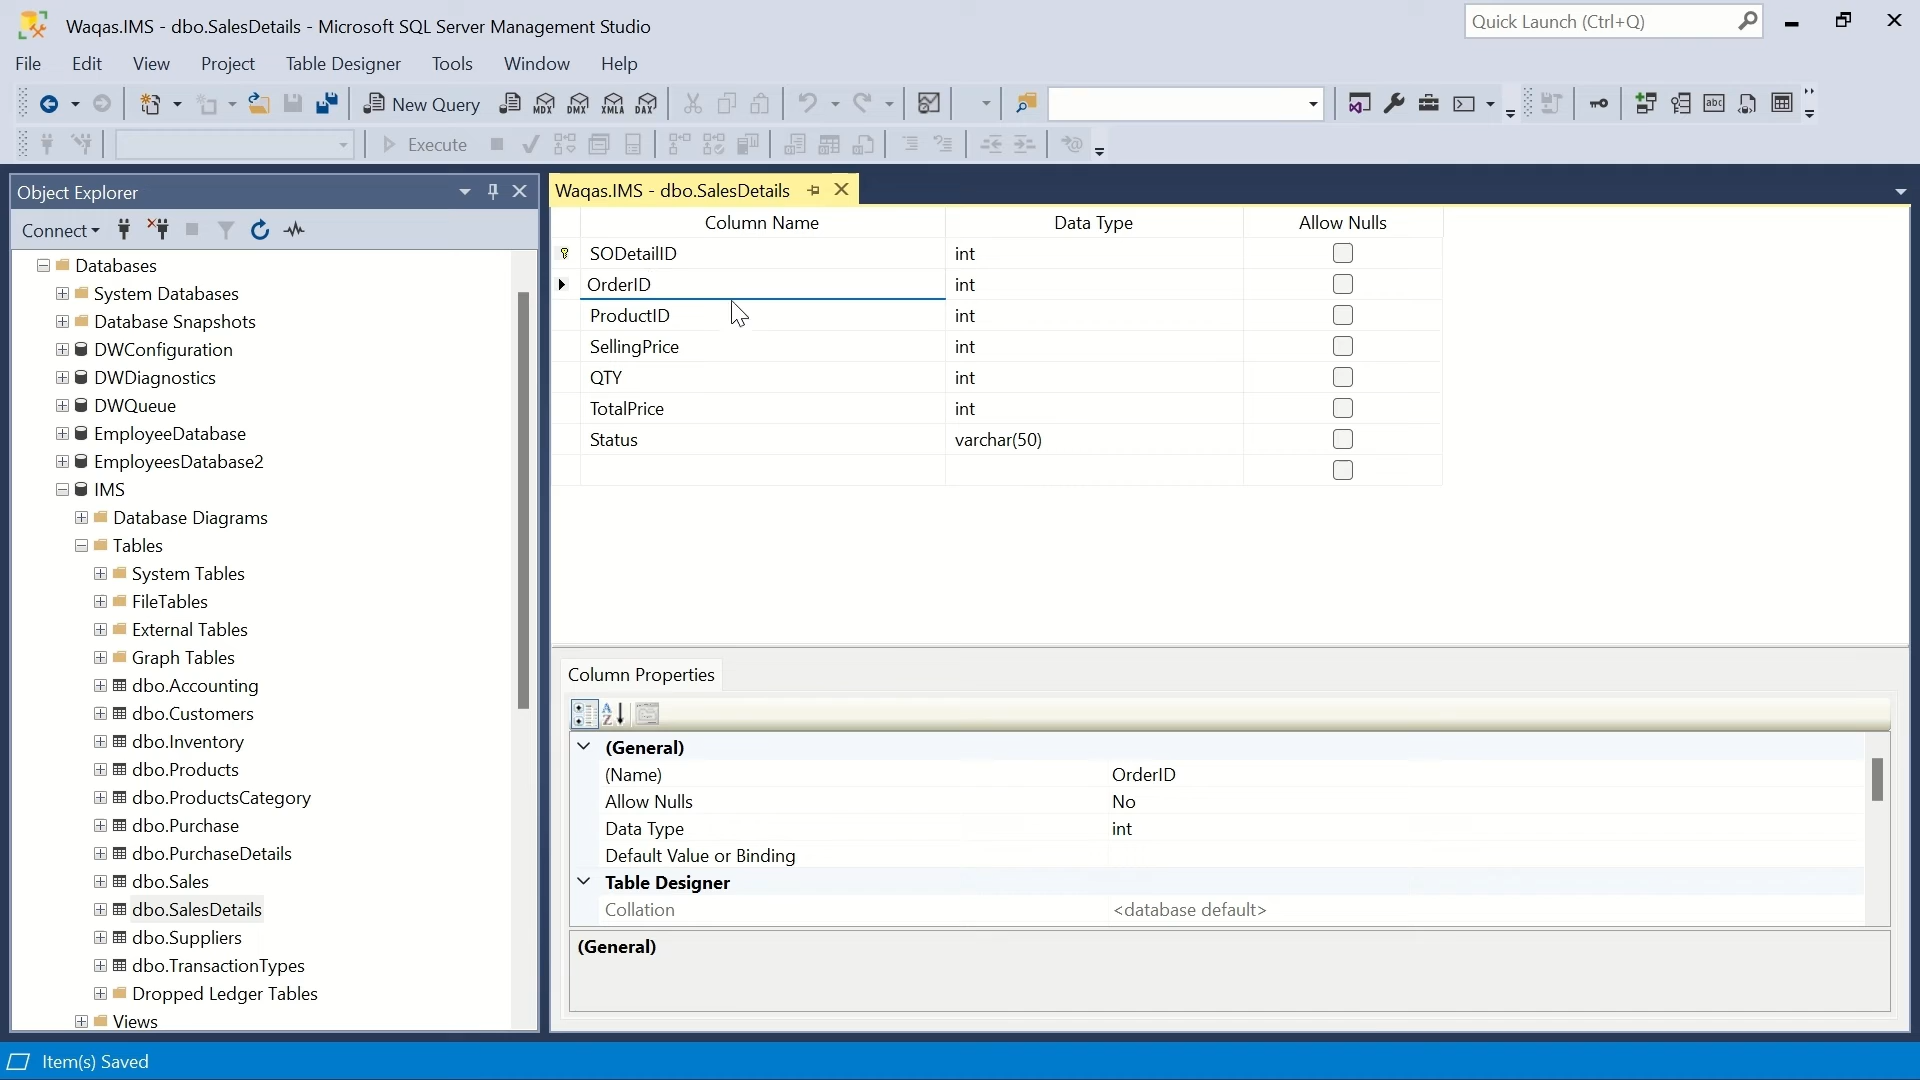 Waqas.IMS - dbo.SalesDetails - Microsoft SQL Server Management Studio
Quick Launch (Ctrl+Q)
File Edit View Project Table Designer Tools Window Help
New Query MDX DMX XMLA DAX abc
Execute
Object Explorer
Connect
Databases
System Databases
Database Snapshots
DWConfiguration
DWDiagnostics
DWQueue
EmployeeDatabase
EmployeesDatabase2
IMS
Database Diagrams
Tables
System Tables
FileTables
External Tables
Graph Tables
dbo.Accounting
dbo.Customers
dbo.Inventory
dbo.Products
dbo.ProductsCategory
dbo.Purchase
dbo.PurchaseDetails
dbo.Sales
dbo.SalesDetails
dbo.Suppliers
dbo.TransactionTypes
Dropped Ledger Tables
Views
Waqas.IMS - dbo.SalesDetails
Column Name Data Type Allow Nulls
SODetailID int
OrderID int
ProductID int
SellingPrice int
QTY int
TotalPrice int
Status varchar(50)
Column Properties
A Z
(General)
(Name) OrderID
Allow Nulls No
Data Type int
Default Value or Binding
Table Designer
Collation <database default>
(General)
Item(s) Saved